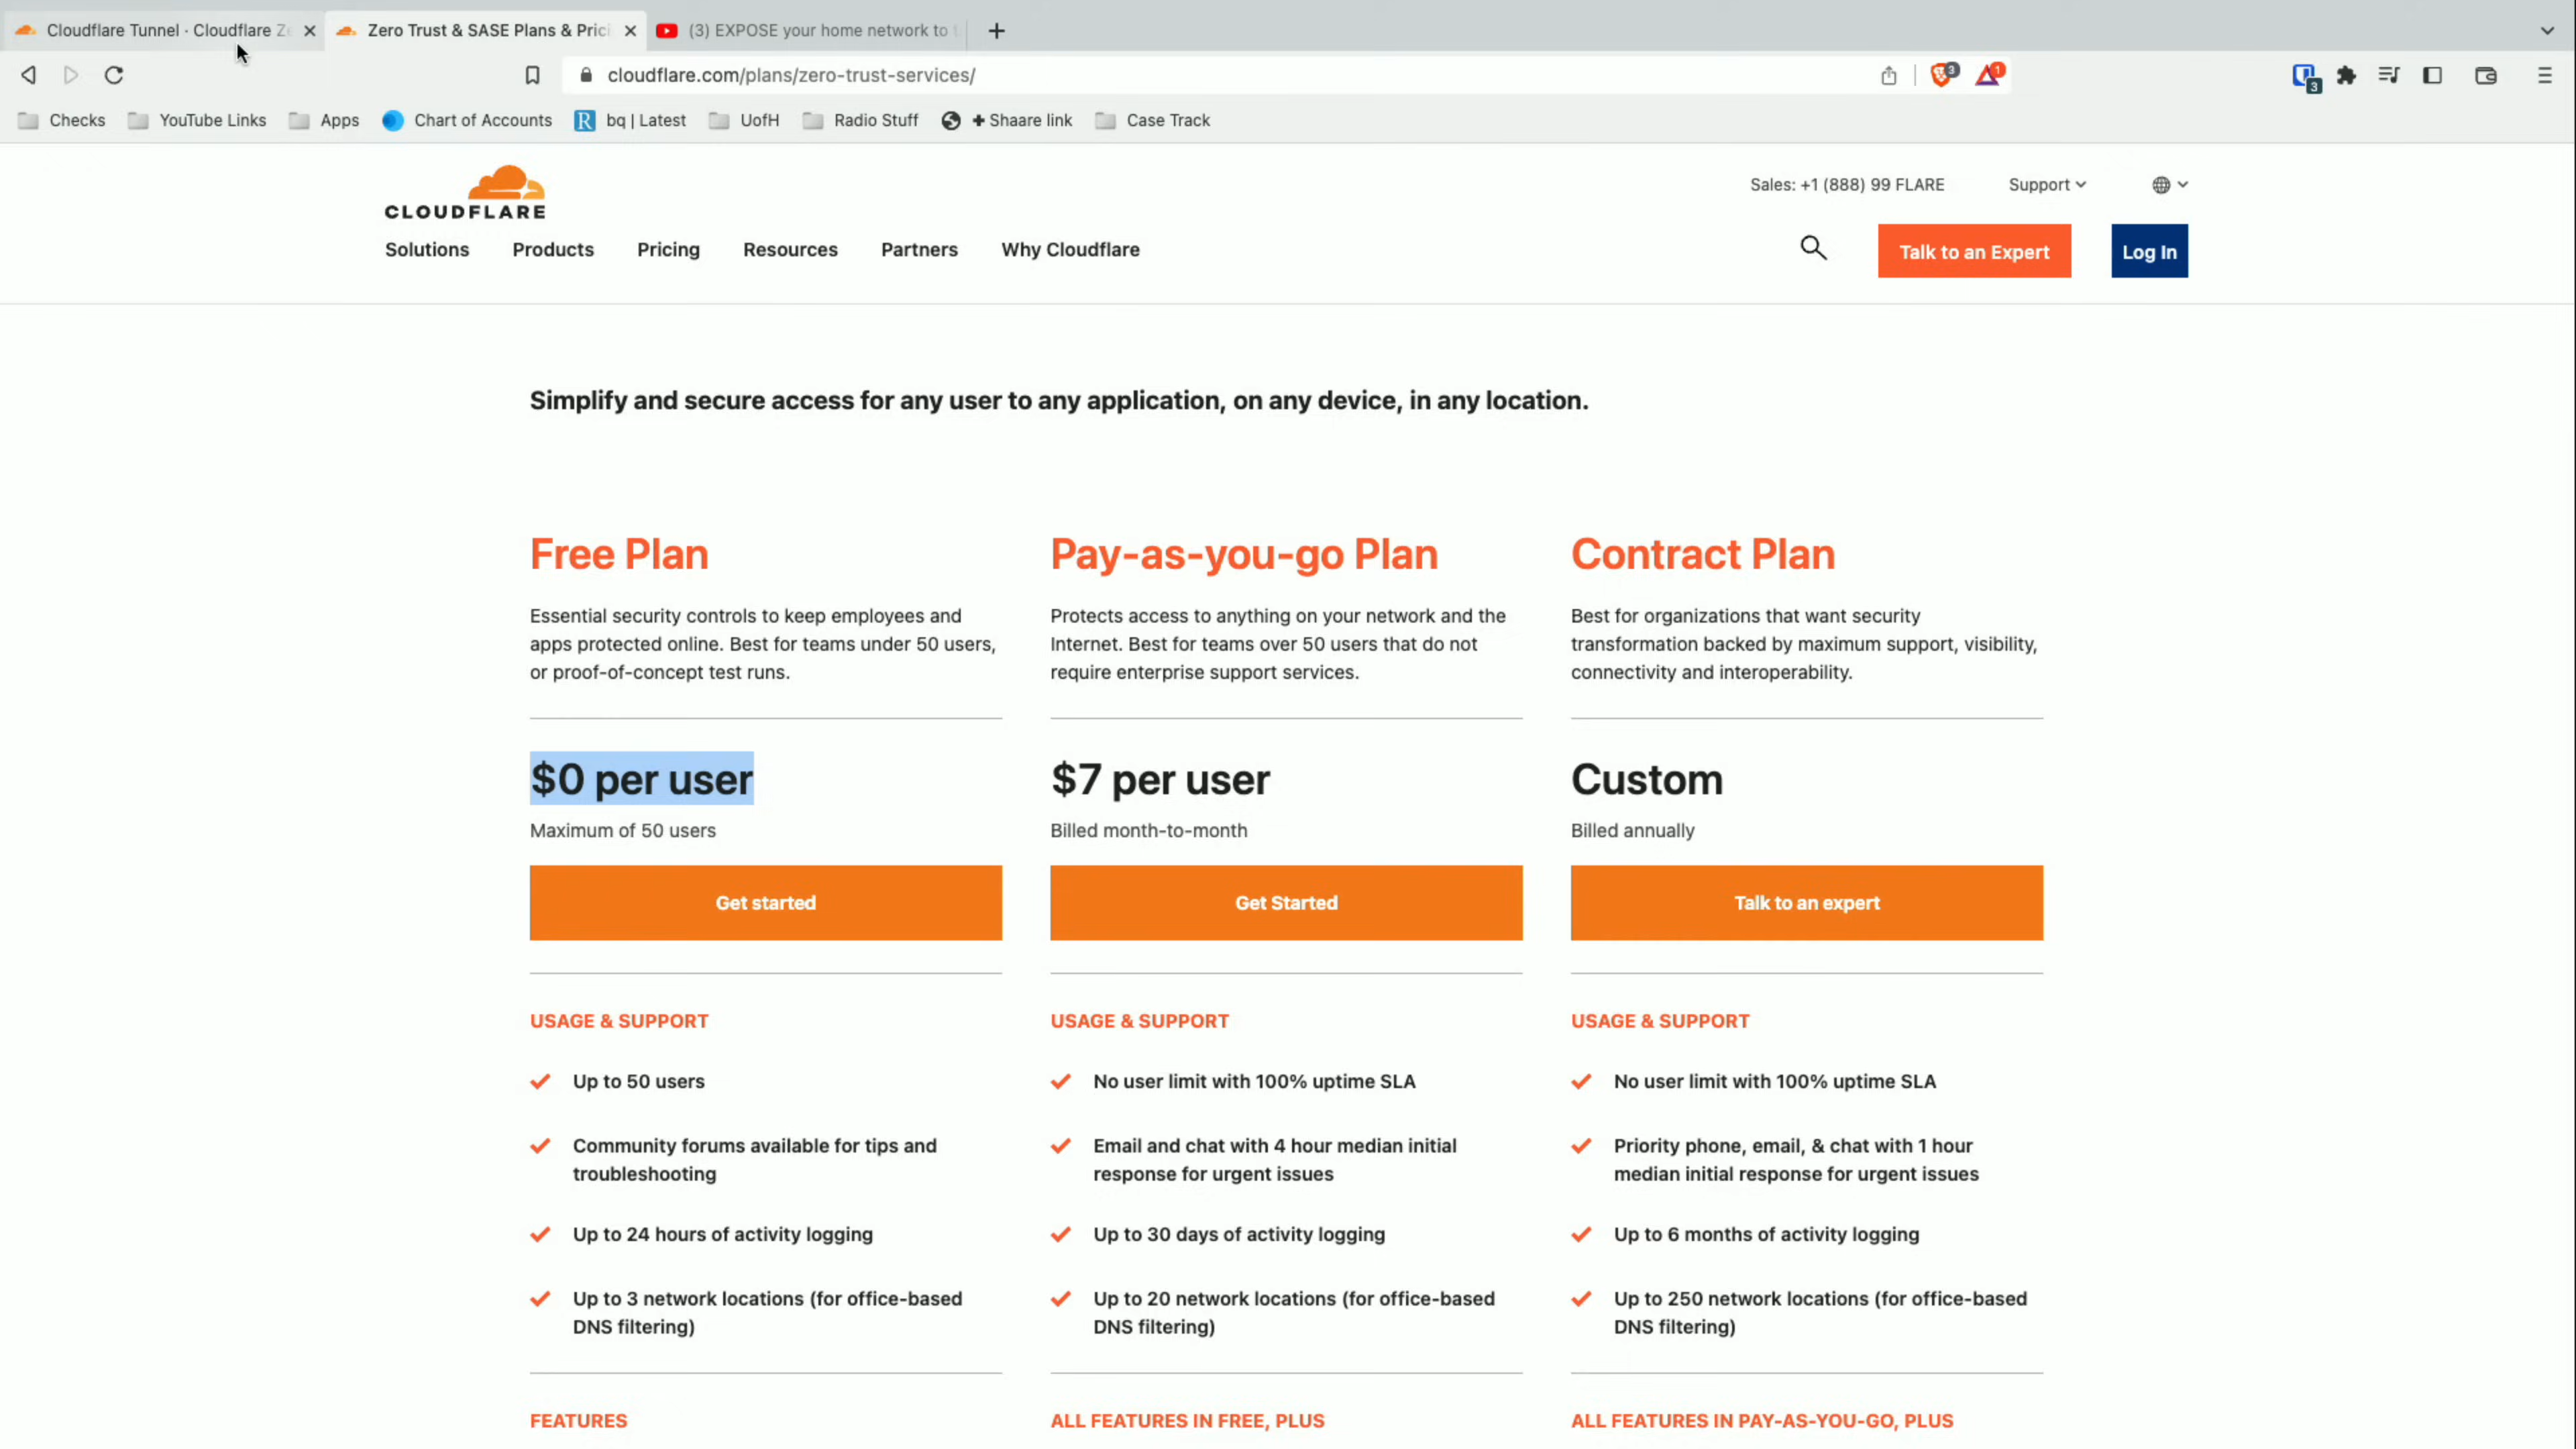 Cloudflare Tunnel · Cloudflare Ze
Zero Trust & SASE Plans & Prici
(3) EXPOSE your home network to t
cloudflare.com/plans/zero-trust-services/
3
1
3
Checks
YouTube Links
Apps
Chart of Accounts
R
bq | Latest
UofH
Radio Stuff
✚ Shaare link
Case Track
CLOUDFLARE
Sales: +1 (888) 99 FLARE
Support
Solutions
Products
Pricing
Resources
Partners
Why Cloudflare
Talk to an Expert
Log In
Simplify and secure access for any user to any application, on any device, in any location.
Free Plan
Essential security controls to keep employees and
apps protected online. Best for teams under 50 users,
or proof-of-concept test runs.
$0 per user
Maximum of 50 users
Get started
USAGE & SUPPORT
Up to 50 users
Community forums available for tips and
troubleshooting
Up to 24 hours of activity logging
Up to 3 network locations (for office-based
DNS filtering)
FEATURES
Pay-as-you-go Plan
Protects access to anything on your network and the
Internet. Best for teams over 50 users that do not
require enterprise support services.
$7 per user
Billed month-to-month
Get Started
USAGE & SUPPORT
No user limit with 100% uptime SLA
Email and chat with 4 hour median initial
response for urgent issues
Up to 30 days of activity logging
Up to 20 network locations (for office-based
DNS filtering)
ALL FEATURES IN FREE, PLUS
Contract Plan
Best for organizations that want security
transformation backed by maximum support, visibility,
connectivity and interoperability.
Custom
Billed annually
Talk to an expert
USAGE & SUPPORT
No user limit with 100% uptime SLA
Priority phone, email, & chat with 1 hour
median initial response for urgent issues
Up to 6 months of activity logging
Up to 250 network locations (for office-based
DNS filtering)
ALL FEATURES IN PAY-AS-YOU-GO, PLUS